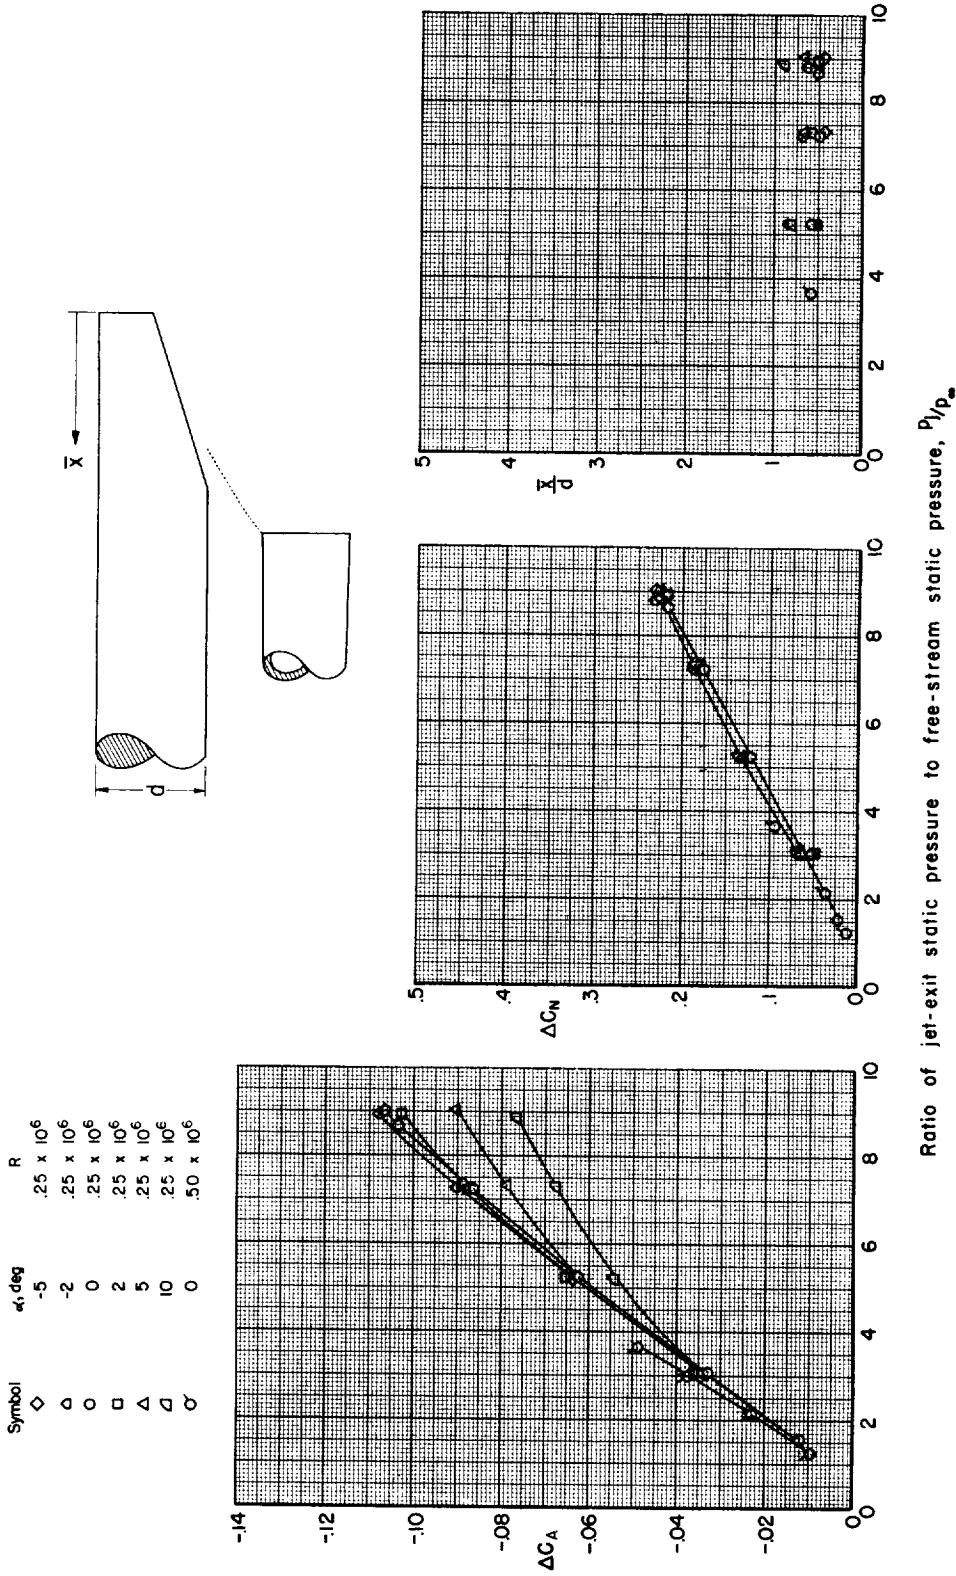 Symbol α, deg R
◇ -5 .25 x 10⁶
-2 .25 x 10⁶
○ 0 .25 x 10⁶
□ 2 .25 x 10⁶
△ 5 .25 x 10⁶
10 .25 x 10⁶
0 .50 x 10⁶
x̄
d
-.14
-.12
-.10
-.08
-.06
-.04
-.02
0
ΔC_A
0 2 4 6 8 10
.5
.4
.3
.2
.1
0
ΔC_N
0 2 4 6 8 10
5
4
3
2
1
0
x̄/d
0 2 4 6 8 10
Ratio of jet-exit static pressure to free-stream static pressure, p_j/p_∞